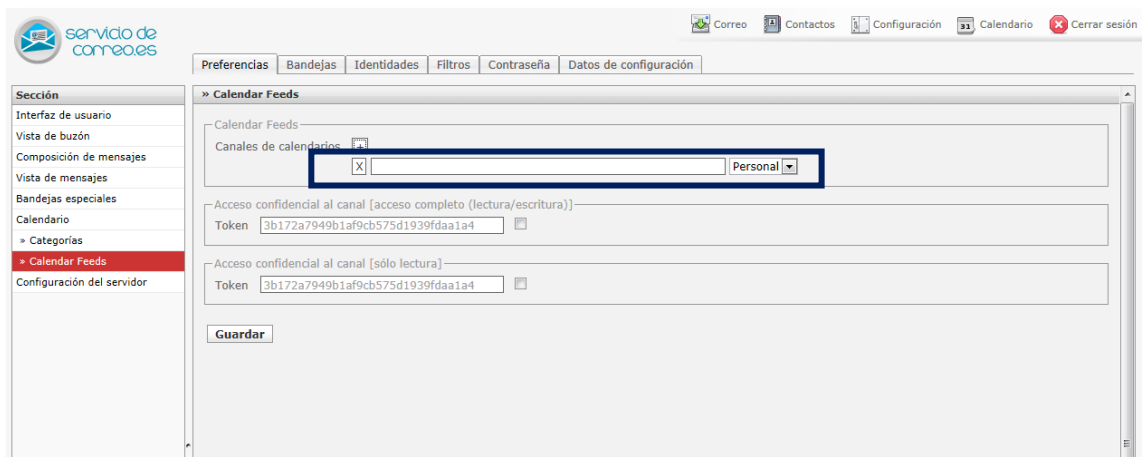 servicio de
correo.es
Correo Contactos Configuración 31 Calendario Cerrar sesión
Preferencias Bandejas Identidades Filtros Contraseña Datos de configuración
Sección
Interfaz de usuario
Vista de buzón
Composición de mensajes
Vista de mensajes
Bandejas especiales
Calendario
» Categorías
» Calendar Feeds
Configuración del servidor
» Calendar Feeds
Calendar Feeds
Canales de calendarios +
X Personal
Acceso confidencial al canal [acceso completo (lectura/escritura)]
Token 3b172a7949b1af9cb575d1939fdaa1a4
Acceso confidencial al canal [sólo lectura]
Token 3b172a7949b1af9cb575d1939fdaa1a4
Guardar